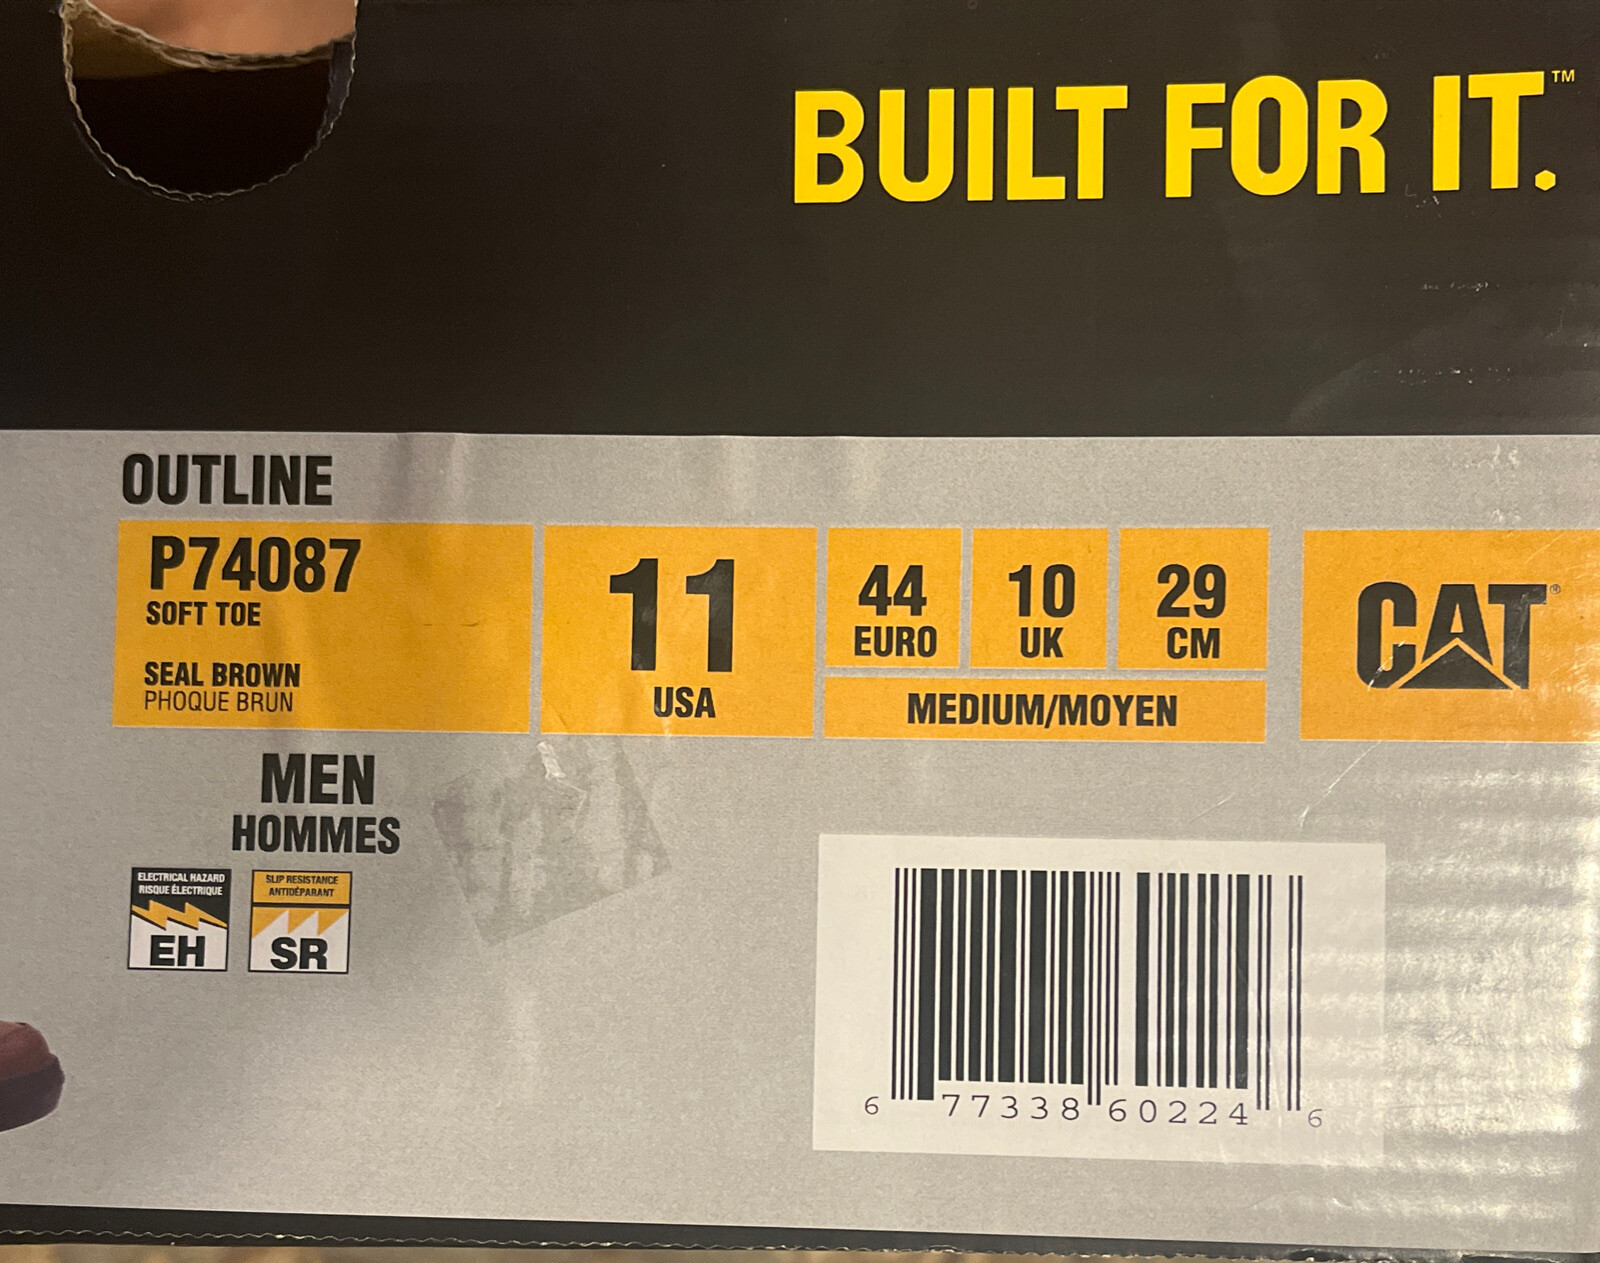 BUILT FOR IT.™
OUTLINE
P74087
SOFT TOE
SEAL BROWN
PHOQUE BRUN
11
USA
44
EURO
10
UK
29
CM
MEDIUM/MOYEN
CAT®
MEN
HOMMES
ELECTRICAL HAZARD
RISQUE ÉLECTRIQUE
EH
SLIP RESISTANCE
ANTIDÉPARANT
SR
6 77338 60224 6